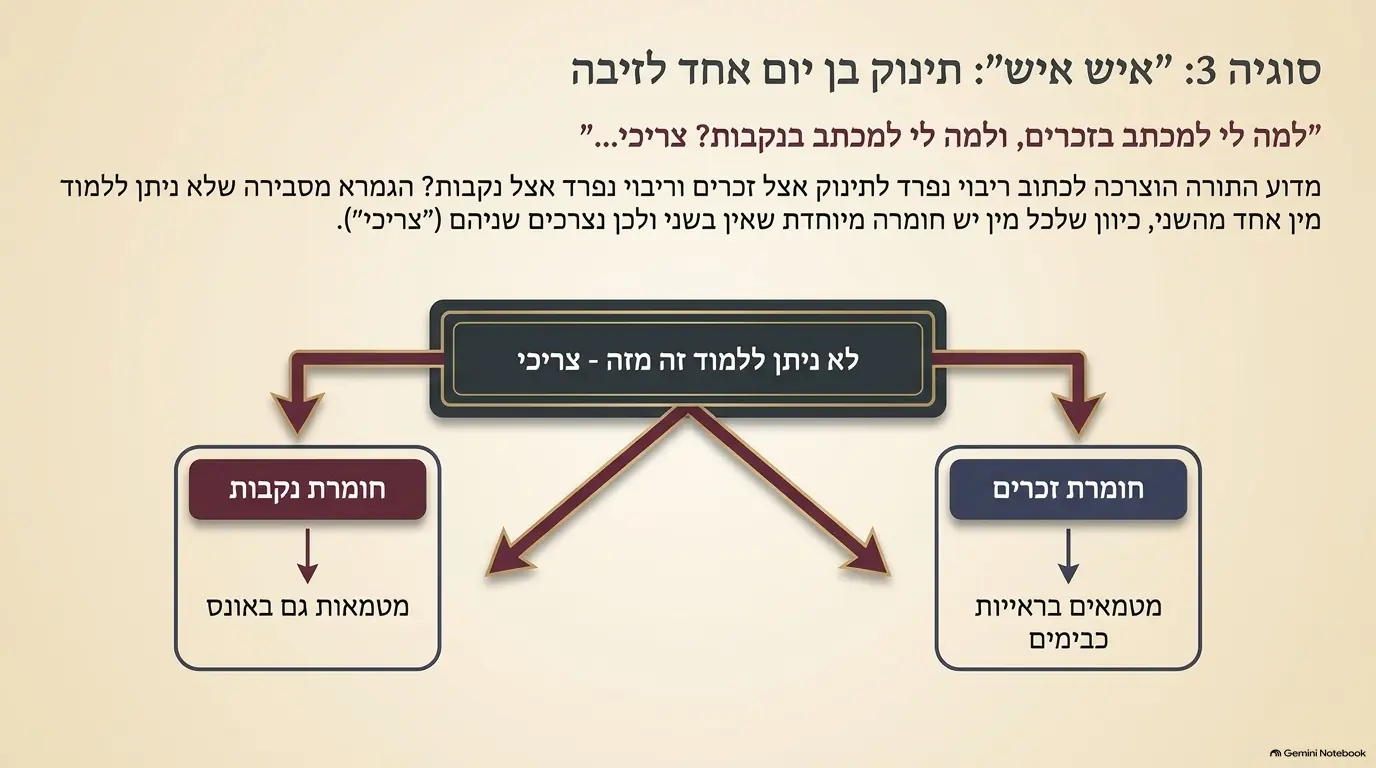 סוגיה 3: "איש איש": תינוק בן יום אחד לזיבה
"למה לי למכתב בזכרים, ולמה לי למכתב בנקבות? צריכי..."
מדוע התורה הוצרכה לכתוב ריבוי נפרד לתינוק אצל זכרים וריבוי נפרד אצל נקבות? הגמרא מסבירה שלא ניתן ללמוד
מין אחד מהשני, כיוון שלכל מין יש חומרה מיוחדת שאין בשני ולכן נצרכים שניהם ("צריכי").
לא ניתן ללמוד זה מזה - צריכי
חומרת זכרים
מטמאים בראייות
כבימים
חומרת נקבות
מטמאות גם באונס
Gemini Notebook